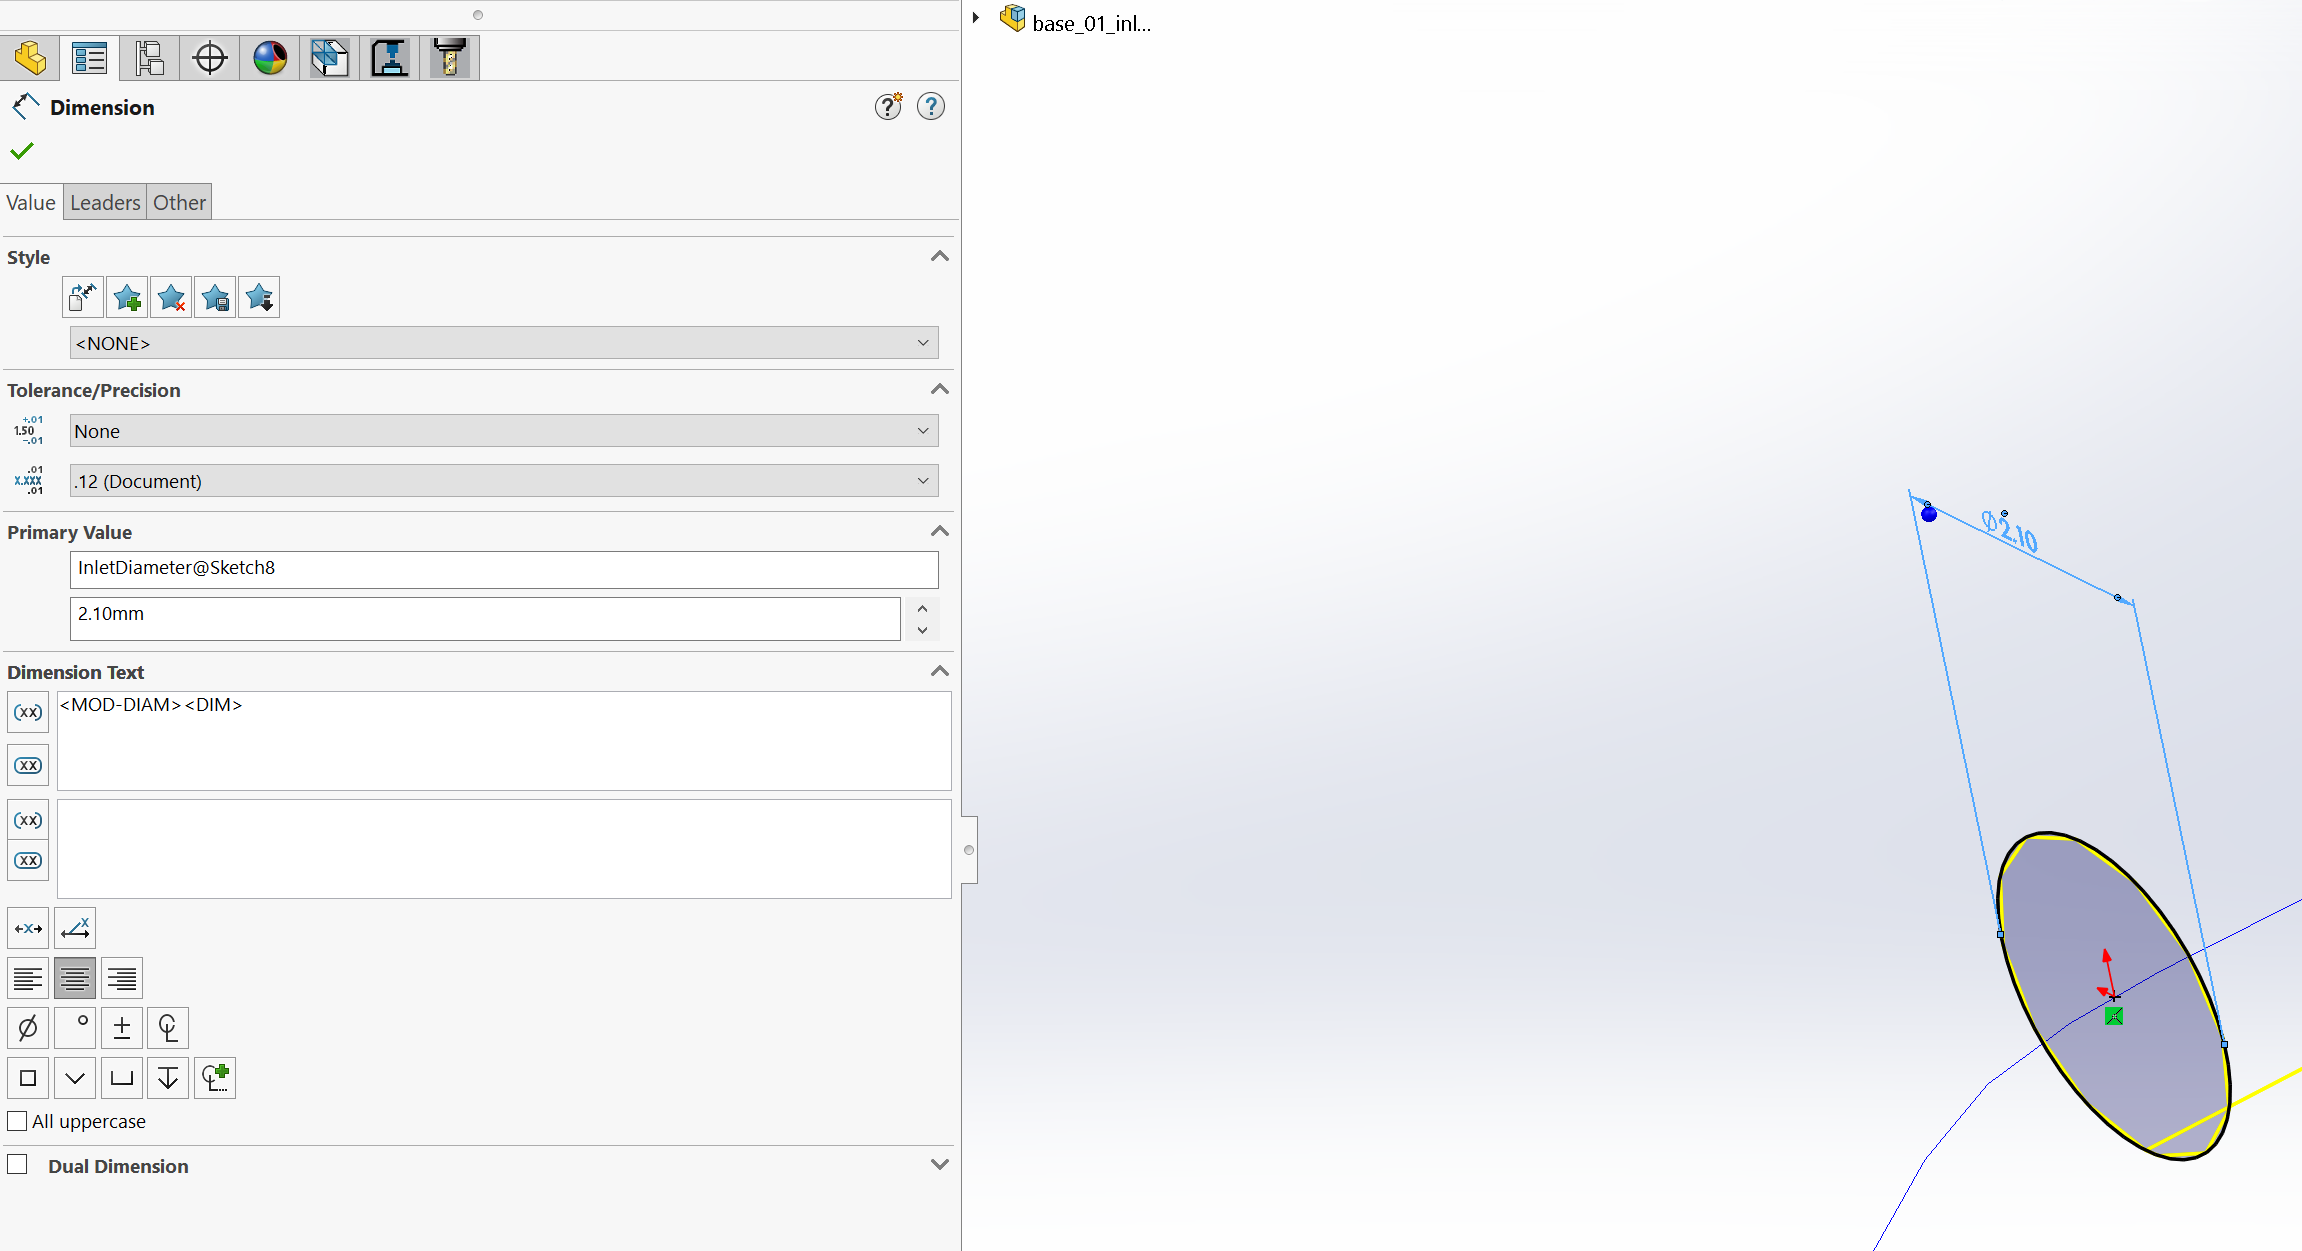 base_01_inl...
Dimension
Value Leaders Other
Style
<NONE>
Tolerance/Precision
+.01
1.50
-.01
None
.01
X.XXX
.01
.12 (Document)
Primary Value
InletDiameter@Sketch8
2.10mm
Dimension Text
(xx)
<MOD-DIAM><DIM>
(xx)
(xx)
(xx)
All uppercase
Dual Dimension
Ø2.10